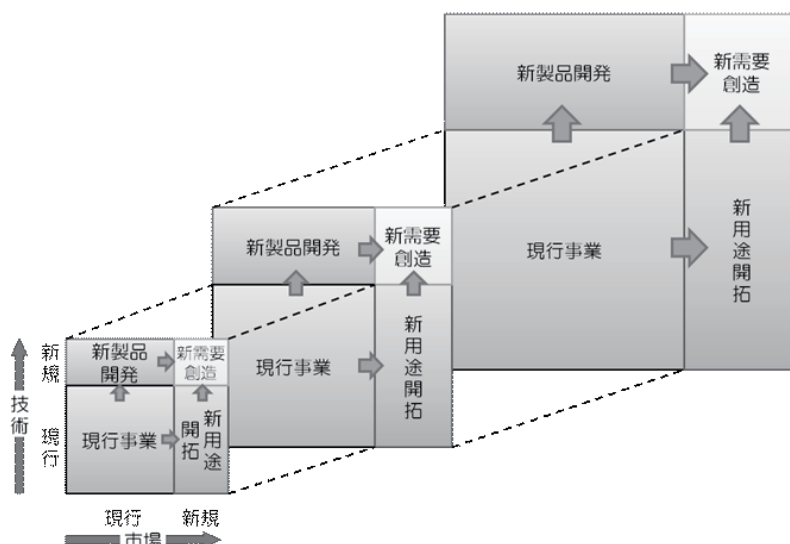 新製品開発
新需要
創造
現行事業
新用途開拓
新製品開発
新需要
創造
現行事業
新用途開拓
新規
現行
技術
新製品
開発
新需要
創造
現行事業
新用途
開拓
現行
新規
市場